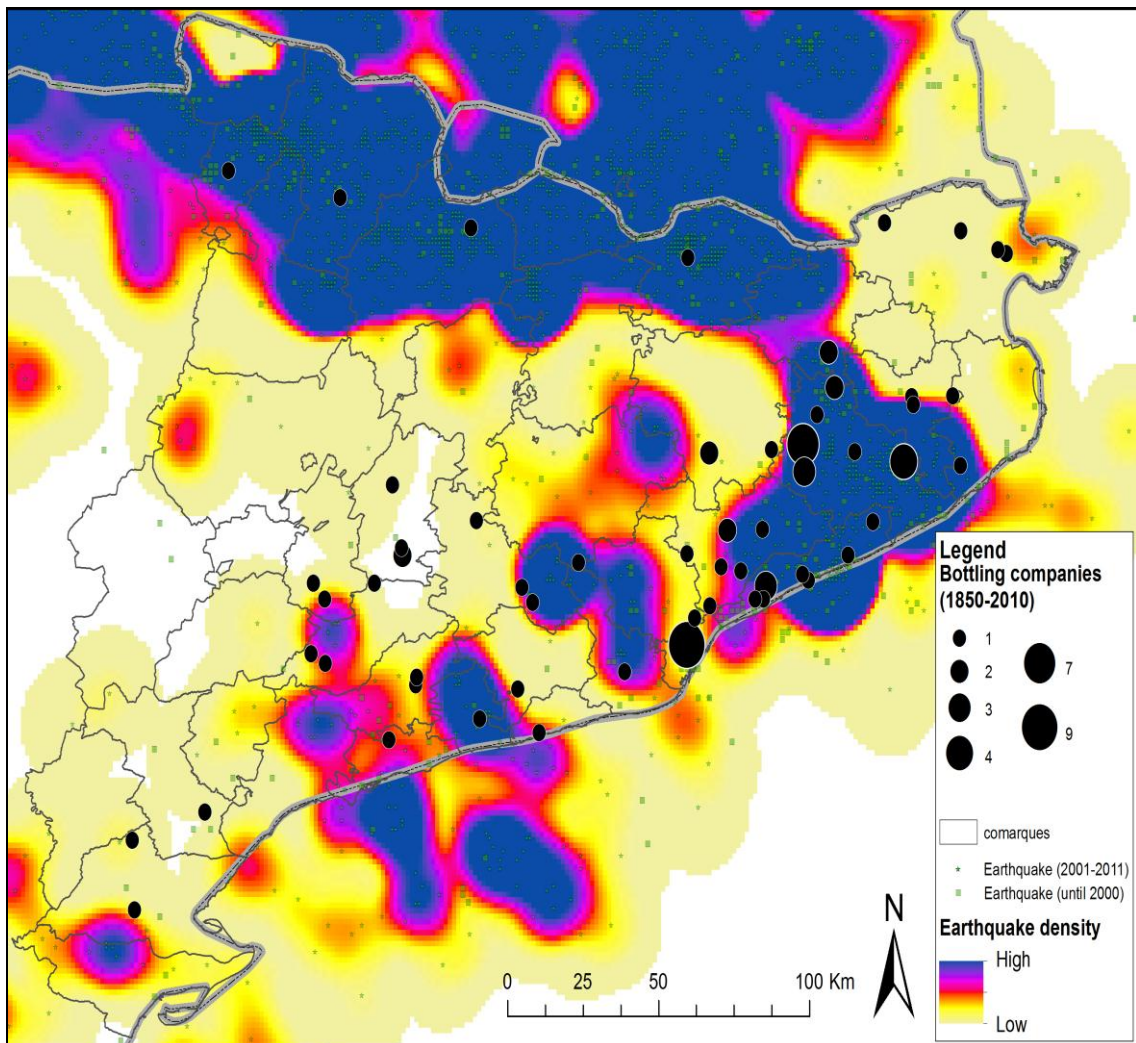 Legend
Bottling companies
(1850-2010)
1
2
3
4
7
9
comarques
Earthquake (2001-2011)
Earthquake (until 2000)
Earthquake density
High
Low
N
0 25 50 100 Km